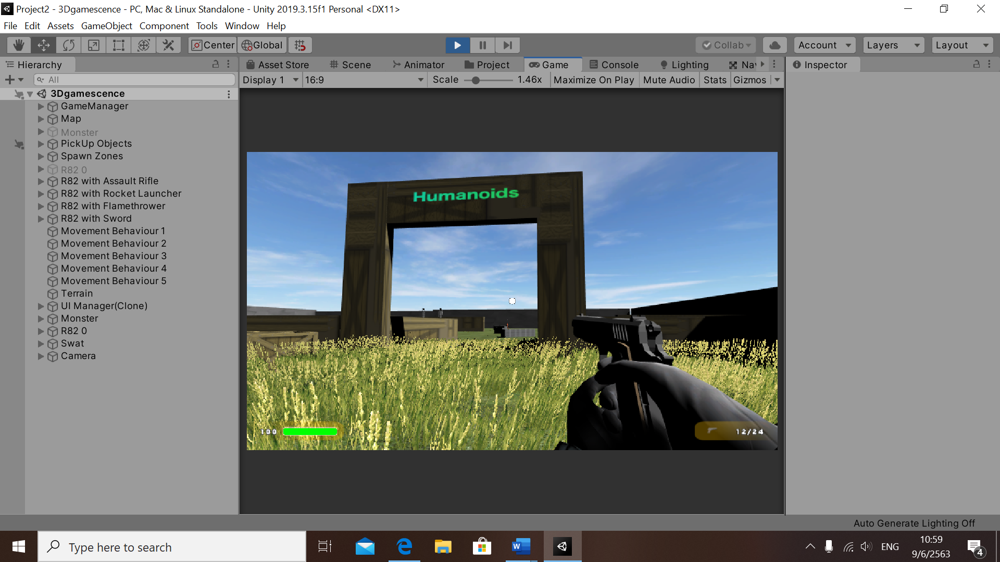 Project2 - 3Dgamescence - PC, Mac & Linux Standalone - Unity 2019.3.15f1 Personal <DX11>
File Edit Assets GameObject Component Tools Window Help
Center Global Collab Account Layers Layout
Hierarchy Asset Store Scene Animator Project Game Console Lighting Nav Inspector
All Display 1 16:9 Scale 1.46x Maximize On Play Mute Audio Stats Gizmos
3Dgamescence
GameManager
Map
Monster
PickUp Objects
Spawn Zones
R82 0
R82 with Assault Rifle
R82 with Rocket Launcher
R82 with Flamethrower
R82 with Sword
Movement Behaviour 1
Movement Behaviour 2
Movement Behaviour 3
Movement Behaviour 4
Movement Behaviour 5
Terrain
UI Manager(Clone)
Monster
R82 0
Swat
Camera
Humanoids
100
12/24
Auto Generate Lighting Off
Type here to search
ENG
10:59
9/6/2563
4